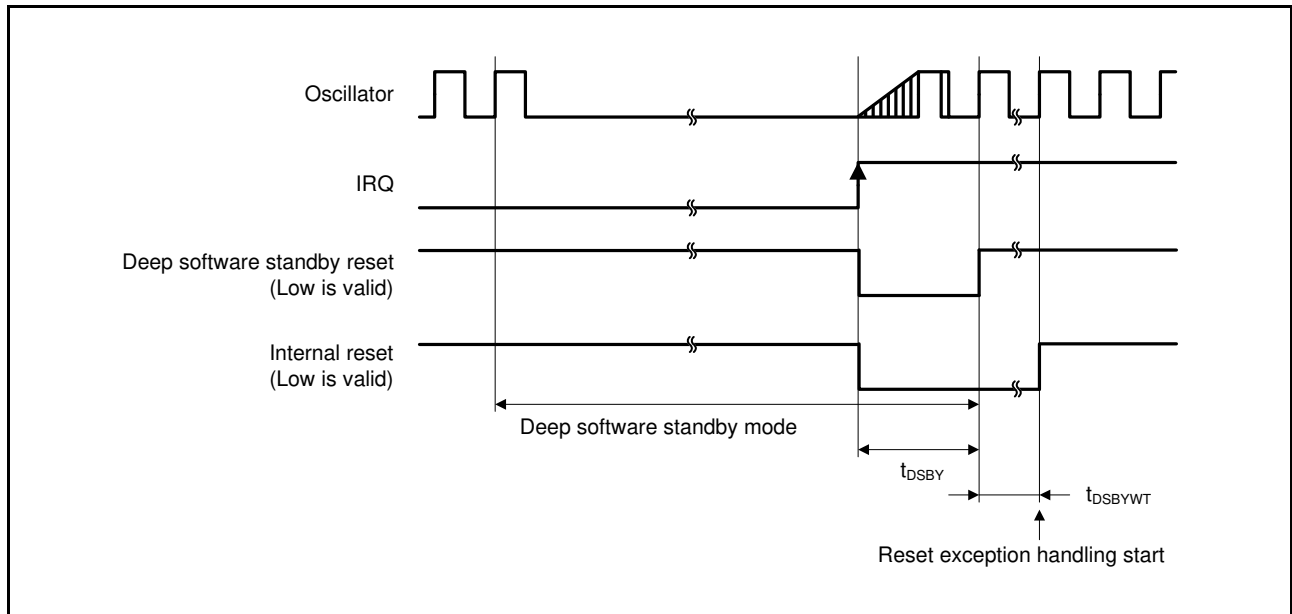 Oscillator
IRQ
Deep software standby reset
(Low is valid)
Internal reset
(Low is valid)
Deep software standby mode
tDSBY
tDSBYWT
Reset exception handling start